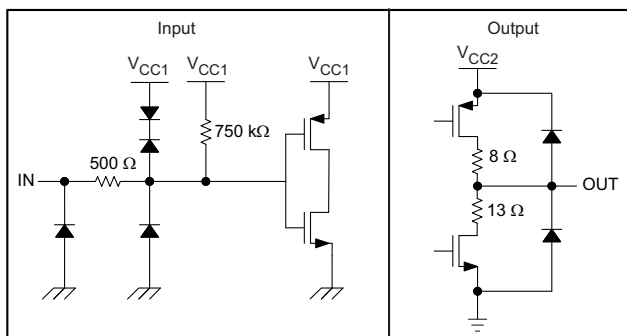 Input
Output
VCC1
VCC1
VCC1
VCC2
750 kΩ
500 Ω
8 Ω
IN
OUT
13 Ω